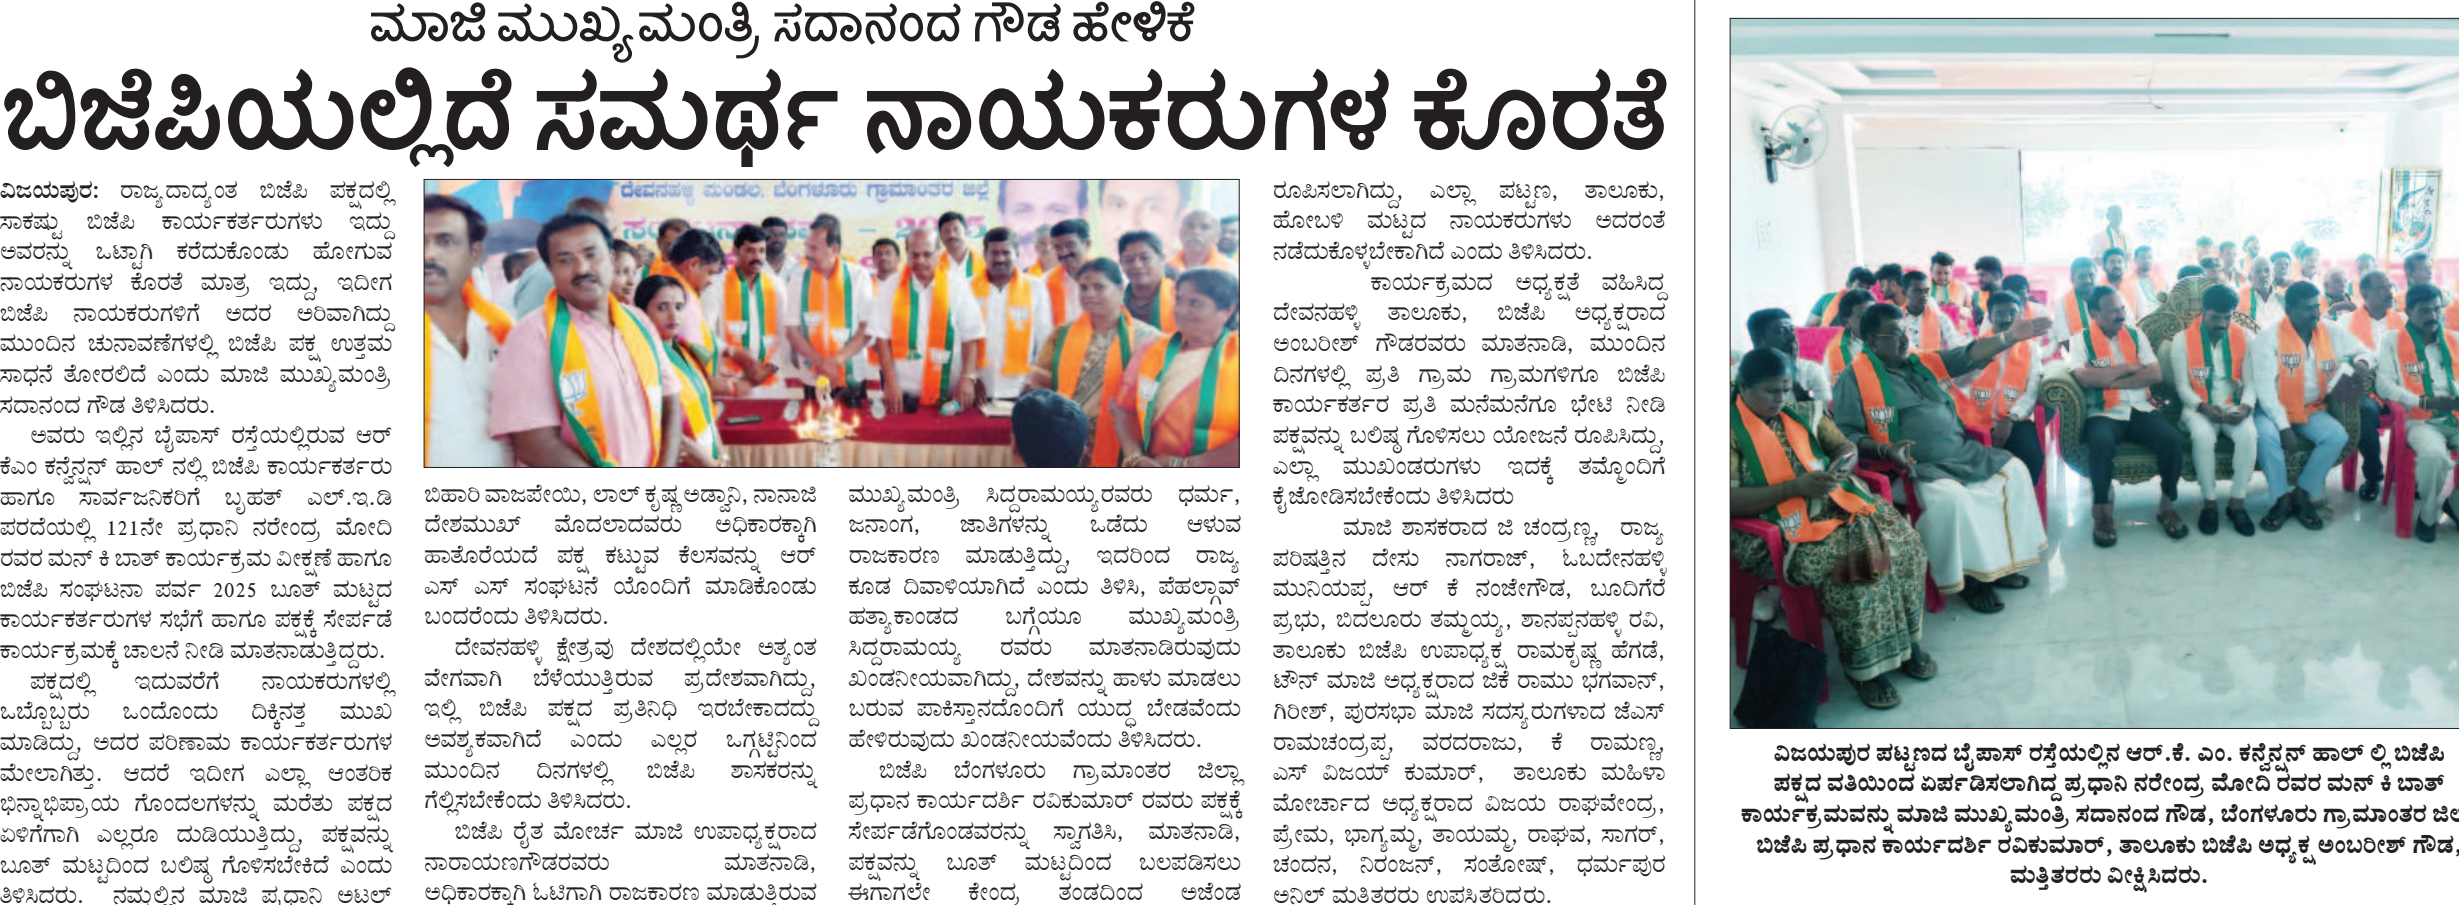 ಮಾಜಿ ಮುಖ್ಯಮಂತ್ರಿ ಸದಾನಂದ ಗೌಡ ಹೇಳಿಕೆ
ಬಿಜೆಪಿಯಲ್ಲಿದೆ ಸಮರ್ಥ ನಾಯಕರುಗಳ ಕೊರತೆ
ವಿಜಯಪುರ: ರಾಜ್ಯದಾದ್ಯಂತ ಬಿಜೆಪಿ ಪಕ್ಷದಲ್ಲಿ
ಸಾಕಷ್ಟು ಬಿಜೆಪಿ ಕಾರ್ಯಕರ್ತರುಗಳು ಇದ್ದು
ಅವರನ್ನು ಒಟ್ಟಾಗಿ ಕರೆದುಕೊಂಡು ಹೋಗುವ
ನಾಯಕರುಗಳ ಕೊರತೆ ಮಾತ್ರ ಇದ್ದು, ಇದೀಗ
ಬಿಜೆಪಿ ನಾಯಕರುಗಳಿಗೆ ಅದರ ಅರಿವಾಗಿದ್ದು
ಮುಂದಿನ ಚುನಾವಣೆಗಳಲ್ಲಿ ಬಿಜೆಪಿ ಪಕ್ಷ ಉತ್ತಮ
ಸಾಧನೆ ತೋರಲಿದೆ ಎಂದು ಮಾಜಿ ಮುಖ್ಯಮಂತ್ರಿ
ಸದಾನಂದ ಗೌಡ ತಿಳಿಸಿದರು.
ಅವರು ಇಲ್ಲಿನ ಬೈಪಾಸ್ ರಸ್ತೆಯಲ್ಲಿರುವ ಆರ್
ಕೆಎಂ ಕನ್ವೆನ್ಷನ್ ಹಾಲ್ ನಲ್ಲಿ ಬಿಜೆಪಿ ಕಾರ್ಯಕರ್ತರು
ಹಾಗೂ ಸಾರ್ವಜನಿಕರಿಗೆ ಬೃಹತ್ ಎಲ್.ಇ.ಡಿ
ಪರದೆಯಲ್ಲಿ 121ನೇ ಪ್ರಧಾನಿ ನರೇಂದ್ರ ಮೋದಿ
ರವರ ಮನ್ ಕಿ ಬಾತ್ ಕಾರ್ಯಕ್ರಮ ವೀಕ್ಷಣೆ ಹಾಗೂ
ಬಿಜೆಪಿ ಸಂಘಟನಾ ಪರ್ವ 2025 ಬೂತ್ ಮಟ್ಟದ
ಕಾರ್ಯಕರ್ತರುಗಳ ಸಭೆಗೆ ಹಾಗೂ ಪಕ್ಷಕ್ಕೆ ಸೇರ್ಪಡೆ
ಕಾರ್ಯಕ್ರಮಕ್ಕೆ ಚಾಲನೆ ನೀಡಿ ಮಾತನಾಡುತ್ತಿದ್ದರು.
ಪಕ್ಷದಲ್ಲಿ ಇದುವರೆಗೆ ನಾಯಕರುಗಳಲ್ಲಿ
ಒಬ್ಬೊಬ್ಬರು ಒಂದೊಂದು ದಿಕ್ಕಿನತ್ತ ಮುಖ
ಮಾಡಿದ್ದು, ಅದರ ಪರಿಣಾಮ ಕಾರ್ಯಕರ್ತರುಗಳ
ಮೇಲಾಗಿತ್ತು. ಆದರೆ ಇದೀಗ ಎಲ್ಲಾ ಆಂತರಿಕ
ಭಿನ್ನಾಭಿಪ್ರಾಯ ಗೊಂದಲಗಳನ್ನು ಮರೆತು ಪಕ್ಷದ
ಏಳಿಗೆಗಾಗಿ ಎಲ್ಲರೂ ದುಡಿಯುತ್ತಿದ್ದು, ಪಕ್ಷವನ್ನು
ಬೂತ್ ಮಟ್ಟದಿಂದ ಬಲಿಷ್ಠ ಗೊಳಿಸಬೇಕಿದೆ ಎಂದು
ತಿಳಿಸಿದರು. ನಮ್ಮಲ್ಲಿನ ಮಾಜಿ ಪ್ರಧಾನಿ ಅಟಲ್
ದೇವನಹಳ್ಳಿ ಮಂಡಲ. ಬೆಂಗಳೂರು ಗ್ರಾಮಾಂತರ ಜಿಲ್ಲೆ
ಬಿಹಾರಿ ವಾಜಪೇಯಿ, ಲಾಲ್ ಕೃಷ್ಣ ಅಡ್ವಾನಿ, ನಾನಾಜಿ
ದೇಶಮುಖ್ ಮೊದಲಾದವರು ಅಧಿಕಾರಕ್ಕಾಗಿ
ಹಾತೊರೆಯದೆ ಪಕ್ಷ ಕಟ್ಟುವ ಕೆಲಸವನ್ನು ಆರ್
ಎಸ್ ಎಸ್ ಸಂಘಟನೆ ಯೊಂದಿಗೆ ಮಾಡಿಕೊಂಡು
ಬಂದರೆಂದು ತಿಳಿಸಿದರು.
ದೇವನಹಳ್ಳಿ ಕ್ಷೇತ್ರವು ದೇಶದಲ್ಲಿಯೇ ಅತ್ಯಂತ
ವೇಗವಾಗಿ ಬೆಳೆಯುತ್ತಿರುವ ಪ್ರದೇಶವಾಗಿದ್ದು,
ಇಲ್ಲಿ ಬಿಜೆಪಿ ಪಕ್ಷದ ಪ್ರತಿನಿಧಿ ಇರಬೇಕಾದದ್ದು
ಅವಶ್ಯಕವಾಗಿದೆ ಎಂದು ಎಲ್ಲರ ಒಗ್ಗಟ್ಟಿನಿಂದ
ಮುಂದಿನ ದಿನಗಳಲ್ಲಿ ಬಿಜೆಪಿ ಶಾಸಕರನ್ನು
ಗೆಲ್ಲಿಸಬೇಕೆಂದು ತಿಳಿಸಿದರು.
ಬಿಜೆಪಿ ರೈತ ಮೋರ್ಚ ಮಾಜಿ ಉಪಾಧ್ಯಕ್ಷರಾದ
ನಾರಾಯಣಗೌಡರವರು ಮಾತನಾಡಿ,
ಅಧಿಕಾರಕ್ಕಾಗಿ ಓಟಿಗಾಗಿ ರಾಜಕಾರಣ ಮಾಡುತ್ತಿರುವ
ಮುಖ್ಯಮಂತ್ರಿ ಸಿದ್ದರಾಮಯ್ಯರವರು ಧರ್ಮ,
ಜನಾಂಗ, ಜಾತಿಗಳನ್ನು ಒಡೆದು ಆಳುವ
ರಾಜಕಾರಣ ಮಾಡುತ್ತಿದ್ದು, ಇದರಿಂದ ರಾಜ್ಯ
ಕೂಡ ದಿವಾಳಿಯಾಗಿದೆ ಎಂದು ತಿಳಿಸಿ, ಪೆಹಲ್ಗಾವ್
ಹತ್ಯಾಕಾಂಡದ ಬಗ್ಗೆಯೂ ಮುಖ್ಯಮಂತ್ರಿ
ಸಿದ್ದರಾಮಯ್ಯ ರವರು ಮಾತನಾಡಿರುವುದು
ಖಂಡನೀಯವಾಗಿದ್ದು, ದೇಶವನ್ನು ಹಾಳು ಮಾಡಲು
ಬರುವ ಪಾಕಿಸ್ತಾನದೊಂದಿಗೆ ಯುದ್ಧ ಬೇಡವೆಂದು
ಹೇಳಿರುವುದು ಖಂಡನೀಯವೆಂದು ತಿಳಿಸಿದರು.
ಬಿಜೆಪಿ ಬೆಂಗಳೂರು ಗ್ರಾಮಾಂತರ ಜಿಲ್ಲಾ
ಪ್ರಧಾನ ಕಾರ್ಯದರ್ಶಿ ರವಿಕುಮಾರ್ ರವರು ಪಕ್ಷಕ್ಕೆ
ಸೇರ್ಪಡೆಗೊಂಡವರನ್ನು ಸ್ವಾಗತಿಸಿ, ಮಾತನಾಡಿ,
ಪಕ್ಷವನ್ನು ಬೂತ್ ಮಟ್ಟದಿಂದ ಬಲಪಡಿಸಲು
ಈಗಾಗಲೇ ಕೇಂದ್ರ ತಂಡದಿಂದ ಅಜೆಂಡ
ರೂಪಿಸಲಾಗಿದ್ದು, ಎಲ್ಲಾ ಪಟ್ಟಣ, ತಾಲೂಕು,
ಹೋಬಳಿ ಮಟ್ಟದ ನಾಯಕರುಗಳು ಅದರಂತೆ
ನಡೆದುಕೊಳ್ಳಬೇಕಾಗಿದೆ ಎಂದು ತಿಳಿಸಿದರು.
ಕಾರ್ಯಕ್ರಮದ ಅಧ್ಯಕ್ಷತೆ ವಹಿಸಿದ್ದ
ದೇವನಹಳ್ಳಿ ತಾಲೂಕು, ಬಿಜೆಪಿ ಅಧ್ಯಕ್ಷರಾದ
ಅಂಬರೀಶ್ ಗೌಡರವರು ಮಾತನಾಡಿ, ಮುಂದಿನ
ದಿನಗಳಲ್ಲಿ ಪ್ರತಿ ಗ್ರಾಮ ಗ್ರಾಮಗಳಿಗೂ ಬಿಜೆಪಿ
ಕಾರ್ಯಕರ್ತರ ಪ್ರತಿ ಮನೆಮನೆಗೂ ಭೇಟಿ ನೀಡಿ
ಪಕ್ಷವನ್ನು ಬಲಿಷ್ಠಗೊಳಿಸಲು ಯೋಜನೆ ರೂಪಿಸಿದ್ದು,
ಎಲ್ಲಾ ಮುಖಂಡರುಗಳು ಇದಕ್ಕೆ ತಮ್ಮೊಂದಿಗೆ
ಕೈಜೋಡಿಸಬೇಕೆಂದು ತಿಳಿಸಿದರು
ಮಾಜಿ ಶಾಸಕರಾದ ಜಿ ಚಂದ್ರಣ್ಣ, ರಾಜ್ಯ
ಪರಿಷತ್ತಿನ ದೇಸು ನಾಗರಾಜ್, ಓಬದೇನಹಳ್ಳಿ
ಮುನಿಯಪ್ಪ, ಆರ್ ಕೆ ನಂಜೇಗೌಡ, ಬೂದಿಗೆರೆ
ಪ್ರಭು, ಬಿದಲೂರು ತಮ್ಮಯ್ಯ, ಶಾನಪ್ಪನಹಳ್ಳಿ ರವಿ,
ತಾಲೂಕು ಬಿಜೆಪಿ ಉಪಾಧ್ಯಕ್ಷ ರಾಮಕೃಷ್ಣ ಹೆಗಡೆ,
ಟೌನ್ ಮಾಜಿ ಅಧ್ಯಕ್ಷರಾದ ಜಿಕೆ ರಾಮು ಭಗವಾನ್,
ಗಿರೀಶ್, ಪುರಸಭಾ ಮಾಜಿ ಸದಸ್ಯರುಗಳಾದ ಜೆಎಸ್
ರಾಮಚಂದ್ರಪ್ಪ, ವರದರಾಜು, ಕೆ ರಾಮಣ್ಣ,
ಎಸ್ ವಿಜಯ್ ಕುಮಾರ್, ತಾಲೂಕು ಮಹಿಳಾ
ಮೋರ್ಚಾದ ಅಧ್ಯಕ್ಷರಾದ ವಿಜಯ ರಾಘವೇಂದ್ರ,
ಪ್ರೇಮ, ಭಾಗ್ಯಮ್ಮ, ತಾಯಮ್ಮ, ರಾಘವ, ಸಾಗರ್,
ಚಂದನ, ನಿರಂಜನ್, ಸಂತೋಷ್, ಧರ್ಮಪುರ
ಅನಿಲ್ ಮತ್ತಿತರರು ಉಪಸ್ಥಿತರಿದ್ದರು.
ವಿಜಯಪುರ ಪಟ್ಟಣದ ಬೈಪಾಸ್ ರಸ್ತೆಯಲ್ಲಿನ ಆರ್.ಕೆ. ಎಂ. ಕನ್ವೆನ್ಷನ್ ಹಾಲ್ ಲ್ಲಿ ಬಿಜೆಪಿ
ಪಕ್ಷದ ವತಿಯಿಂದ ಏರ್ಪಡಿಸಲಾಗಿದ್ದ ಪ್ರಧಾನಿ ನರೇಂದ್ರ ಮೋದಿ ರವರ ಮನ್ ಕಿ ಬಾತ್
ಕಾರ್ಯಕ್ರಮವನ್ನು ಮಾಜಿ ಮುಖ್ಯಮಂತ್ರಿ ಸದಾನಂದ ಗೌಡ, ಬೆಂಗಳೂರು ಗ್ರಾಮಾಂತರ
ಬಿಜೆಪಿ ಪ್ರಧಾನ ಕಾರ್ಯದರ್ಶಿ ರವಿಕುಮಾರ್, ತಾಲೂಕು ಬಿಜೆಪಿ ಅಧ್ಯಕ್ಷ ಅಂಬರೀಶ್ ಗೌಡ,
ಮತ್ತಿತರರು ವೀಕ್ಷಿಸಿದರು.